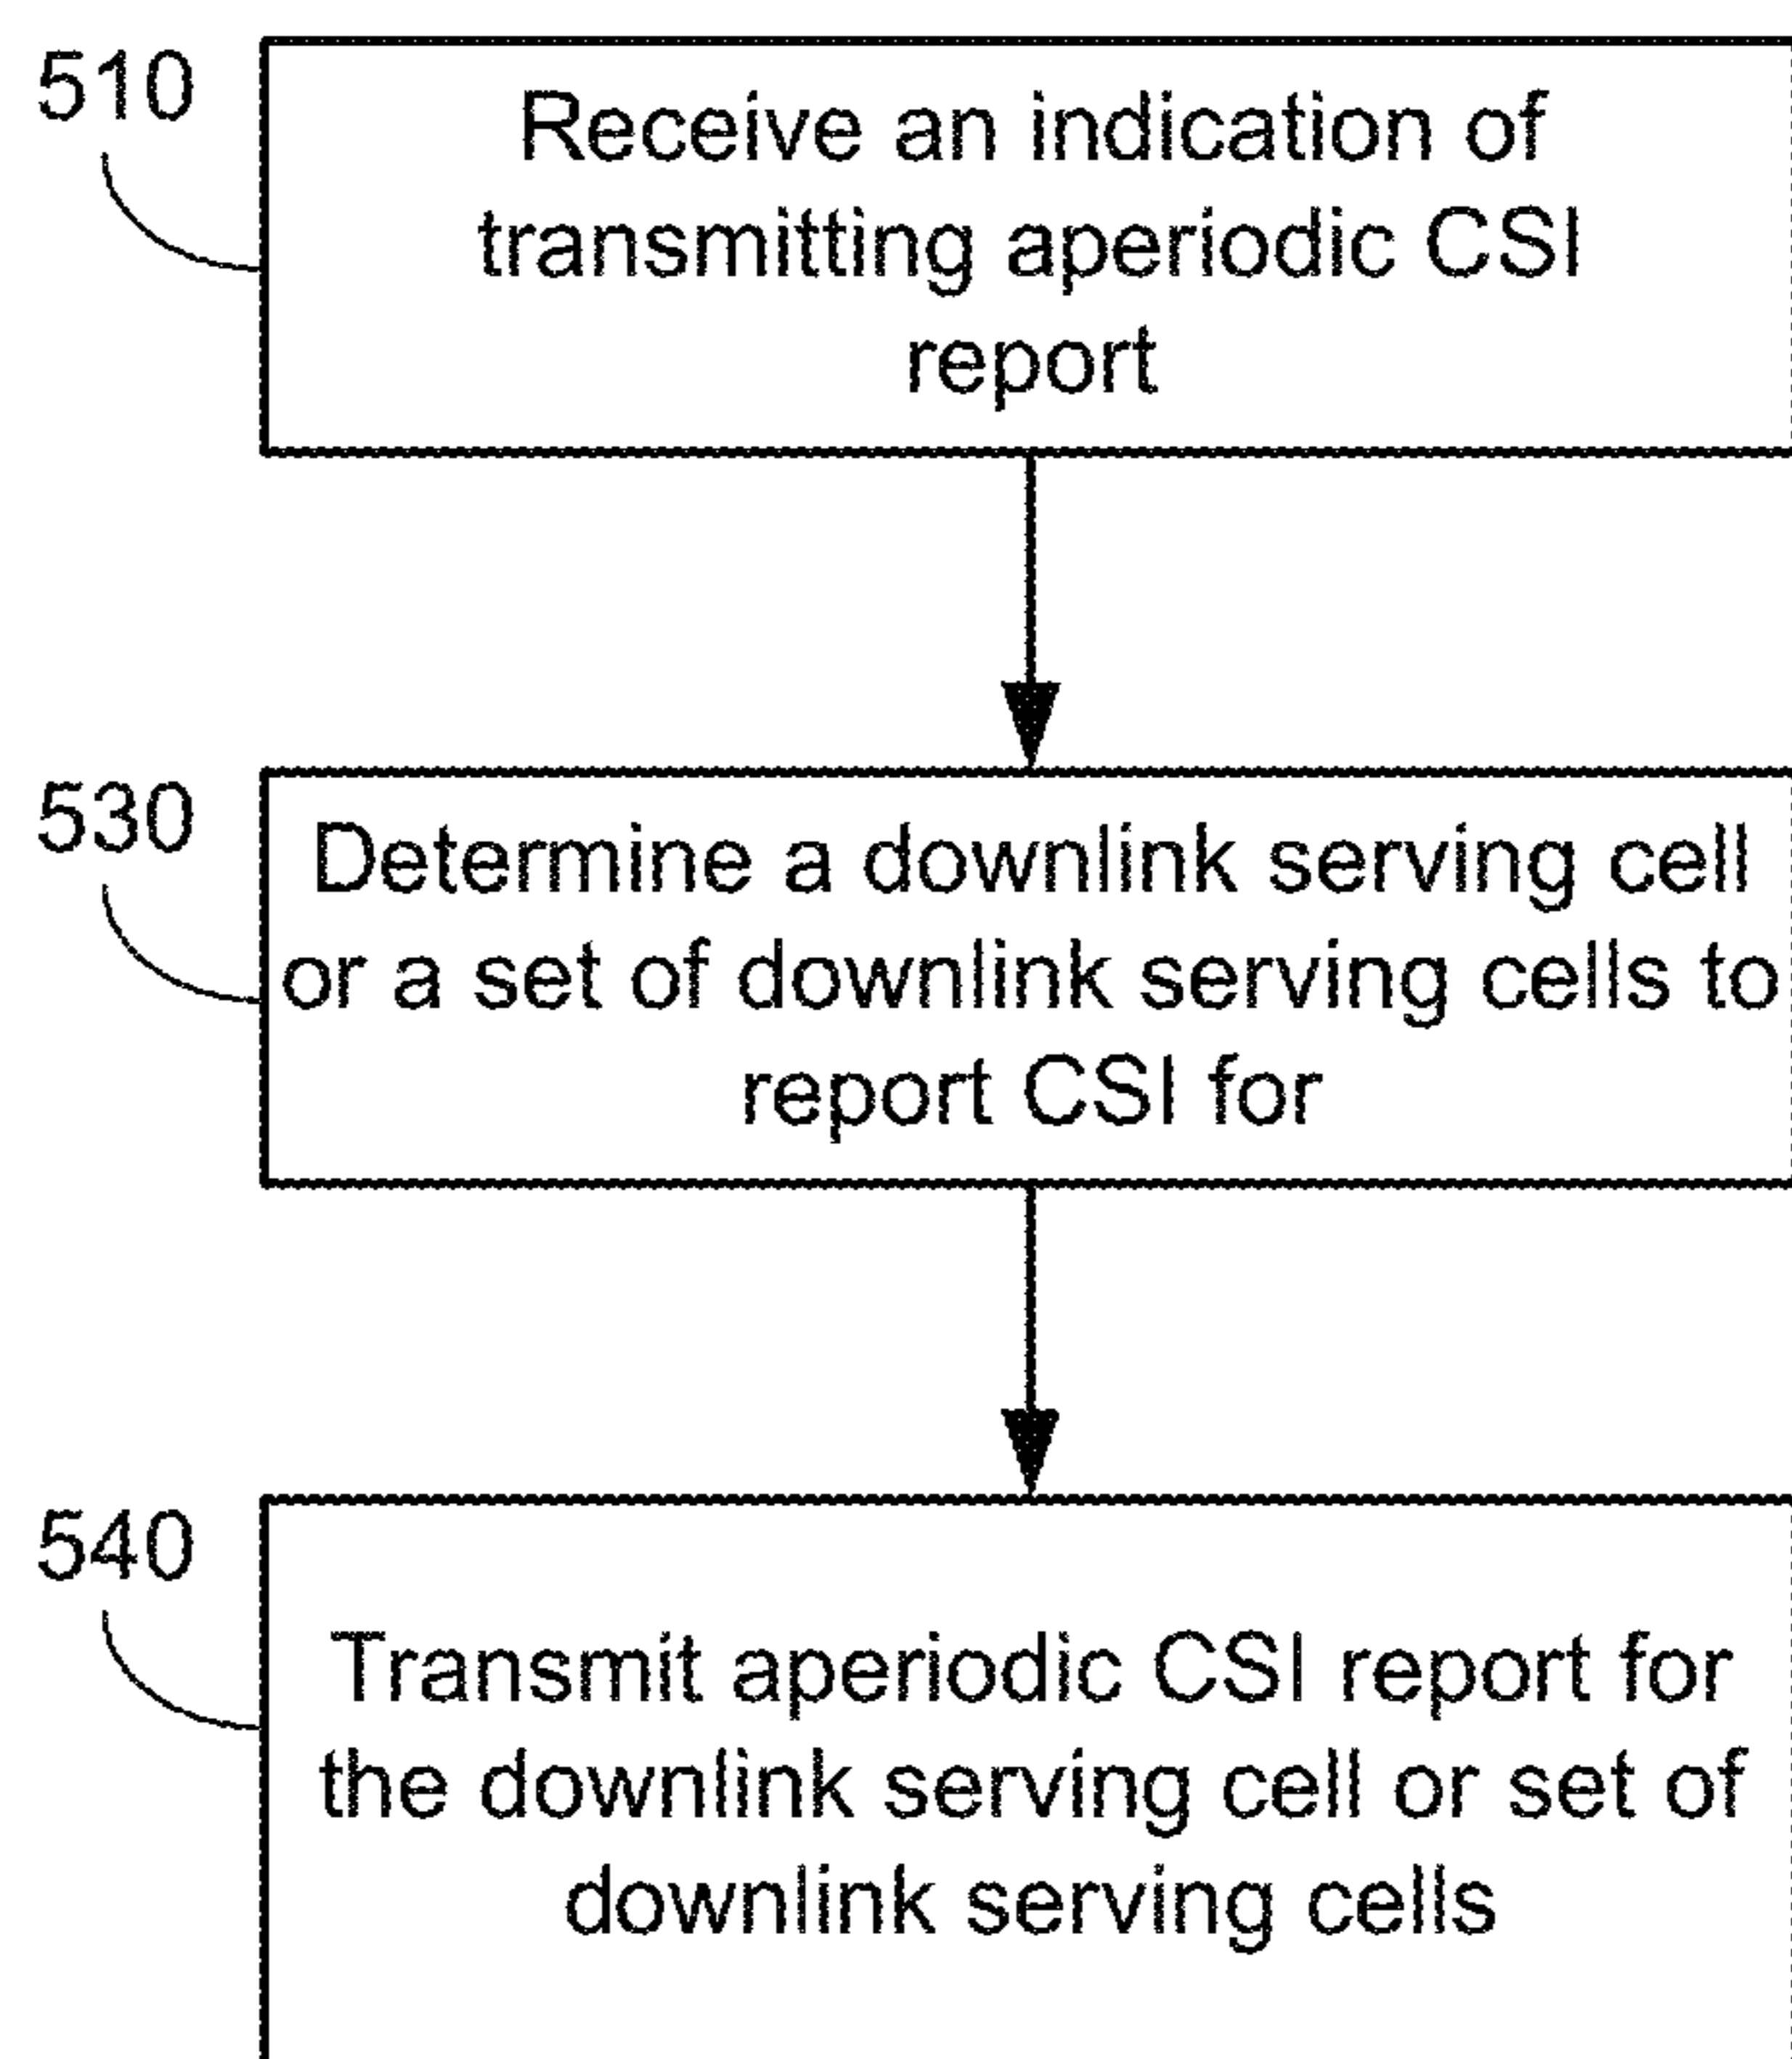 510
Receive an indication of
transmitting aperiodic CSI
report
530
Determine a downlink serving cell
or a set of downlink serving cells to
report CSI for
540
Transmit aperiodic CSI report for
the downlink serving cell or set of
downlink serving cells